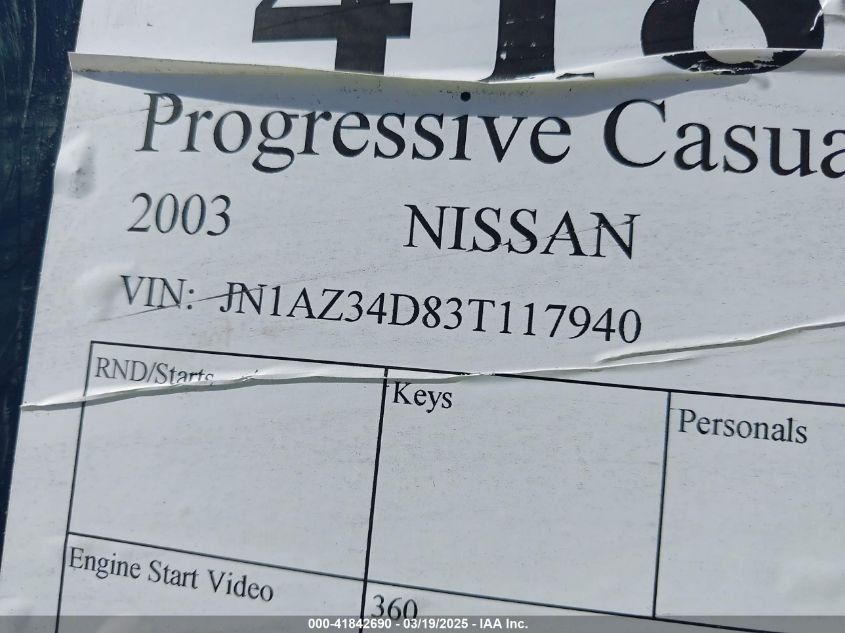 418
Progressive Casua
2003 NISSAN
VIN: JN1AZ34D83T117940
RND/Starts
Keys
Personals
Engine Start Video
360
000-41842690 - 03/19/2025 - IAA Inc.